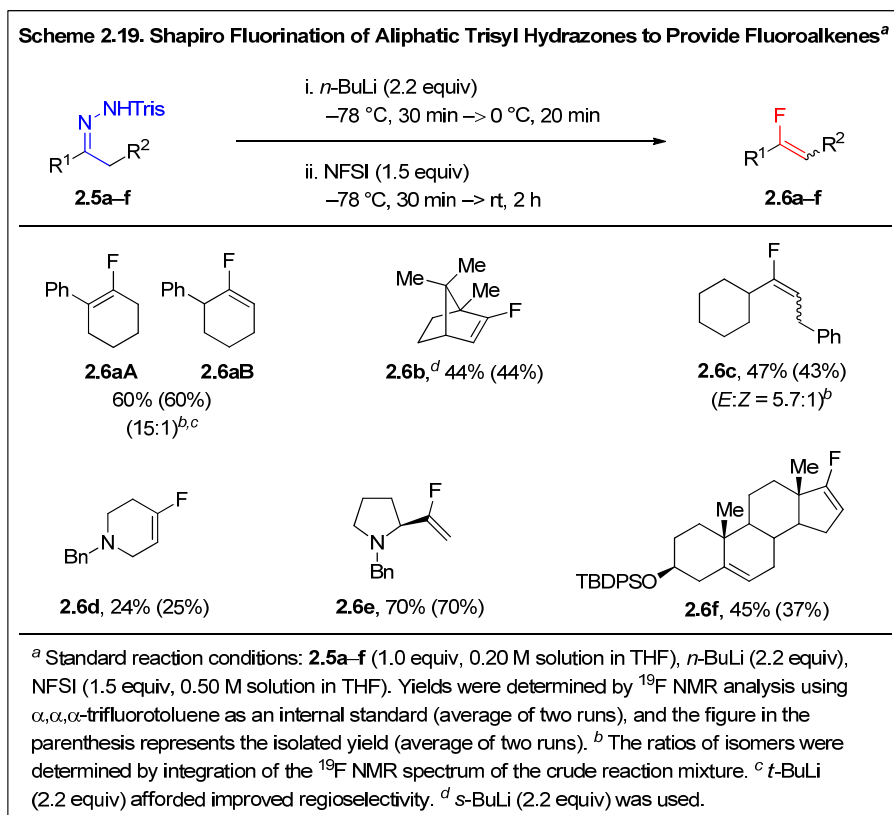 Scheme 2.19. Shapiro Fluorination of Aliphatic Trisyl Hydrazones to Provide Fluoroalkenesᵃ
N NHTris
R¹ R²
2.5a–f
i. n-BuLi (2.2 equiv)
–78 °C, 30 min –> 0 °C, 20 min
ii. NFSI (1.5 equiv)
–78 °C, 30 min –> rt, 2 h
F
R¹ R²
2.6a–f
Ph F
2.6aA
Ph F
2.6aB
60% (60%)
(15:1)ᵇ,ᶜ
Me Me
Me
F
2.6b,ᵈ 44% (44%)
F
Ph
2.6c, 47% (43%)
(E:Z = 5.7:1)ᵇ
F
N
Bn
2.6d, 24% (25%)
F
N
Bn
2.6e, 70% (70%)
Me F
Me
TBDPSO
2.6f, 45% (37%)
ᵃ Standard reaction conditions: 2.5a–f (1.0 equiv, 0.20 M solution in THF), n-BuLi (2.2 equiv),
NFSI (1.5 equiv, 0.50 M solution in THF). Yields were determined by ¹⁹F NMR analysis using
α,α,α-trifluorotoluene as an internal standard (average of two runs), and the figure in the
parenthesis represents the isolated yield (average of two runs). ᵇ The ratios of isomers were
determined by integration of the ¹⁹F NMR spectrum of the crude reaction mixture. ᶜ t-BuLi
(2.2 equiv) afforded improved regioselectivity. ᵈ s-BuLi (2.2 equiv) was used.